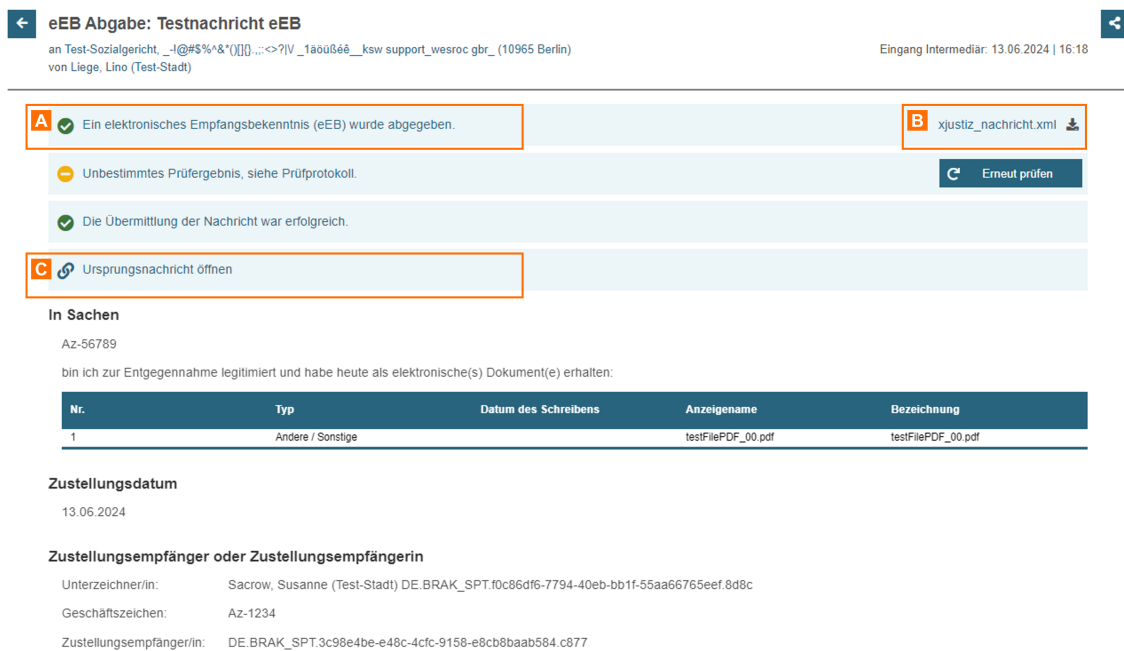 eEB Abgabe: Testnachricht eEB
an Test-Sozialgericht, _-!@#$%^&*()[]{}.,;:<>?|\/ _1äöüßéê__ksw support_wesroc gbr_ (10965 Berlin)
Eingang Intermediär: 13.06.2024 | 16:18
von Liege, Lino (Test-Stadt)
A Ein elektronisches Empfangsbekenntnis (eEB) wurde abgegeben.
B xjustiz_nachricht.xml
Unbestimmtes Prüfergebnis, siehe Prüfprotokoll.
Erneut prüfen
Die Übermittlung der Nachricht war erfolgreich.
C Ursprungsnachricht öffnen
In Sachen
Az-56789
bin ich zur Entgegennahme legitimiert und habe heute als elektronische(s) Dokument(e) erhalten:
Nr. Typ Datum des Schreibens Anzeigename Bezeichnung
1 Andere / Sonstige testFilePDF_00.pdf testFilePDF_00.pdf
Zustellungsdatum
13.06.2024
Zustellungsempfänger oder Zustellungsempfängerin
Unterzeichner/in: Sacrow, Susanne (Test-Stadt) DE.BRAK_SPT.f0c86df6-7794-40eb-bb1f-55aa66765eef.8d8c
Geschäftszeichen: Az-1234
Zustellungsempfänger/in: DE.BRAK_SPT.3c98e4be-e48c-4cfc-9158-e8cb8baab584.c877